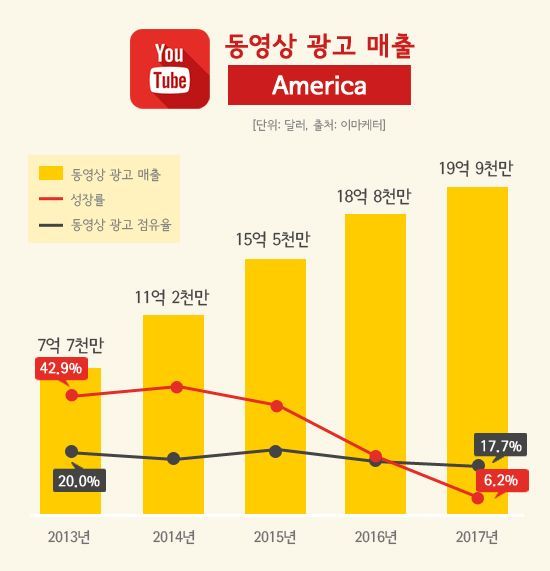 You
Tube
동영상 광고 매출
America
[단위: 달러, 출처: 이마케터]
동영상 광고 매출
성장률
동영상 광고 점유율
7억 7천만
11억 2천만
15억 5천만
18억 8천만
19억 9천만
42.9%
20.0%
17.7%
6.2%
2013년
2014년
2015년
2016년
2017년